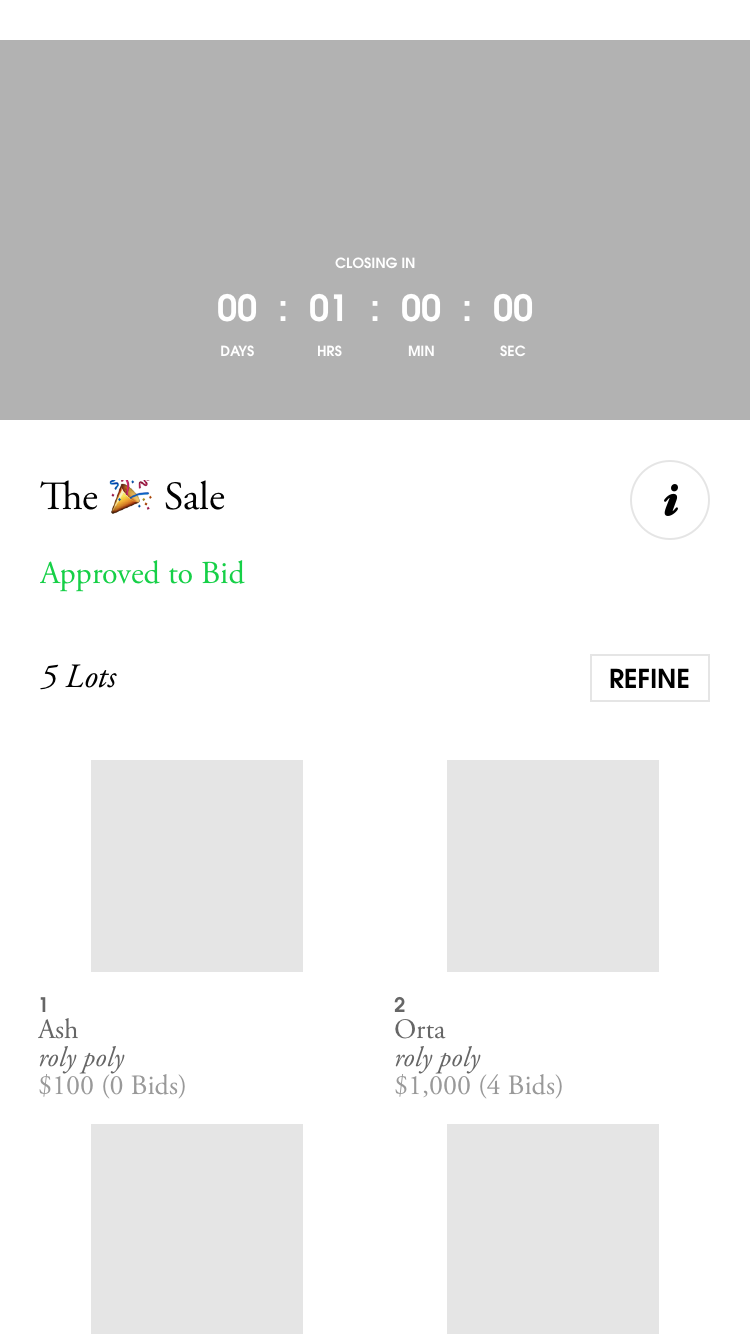 CLOSING IN
00 : 01 : 00 : 00
DAYS HRS MIN SEC
The 🎉 Sale
i
Approved to Bid
5 Lots
REFINE
1
Ash
roly poly
$100 (0 Bids)
2
Orta
roly poly
$1,000 (4 Bids)